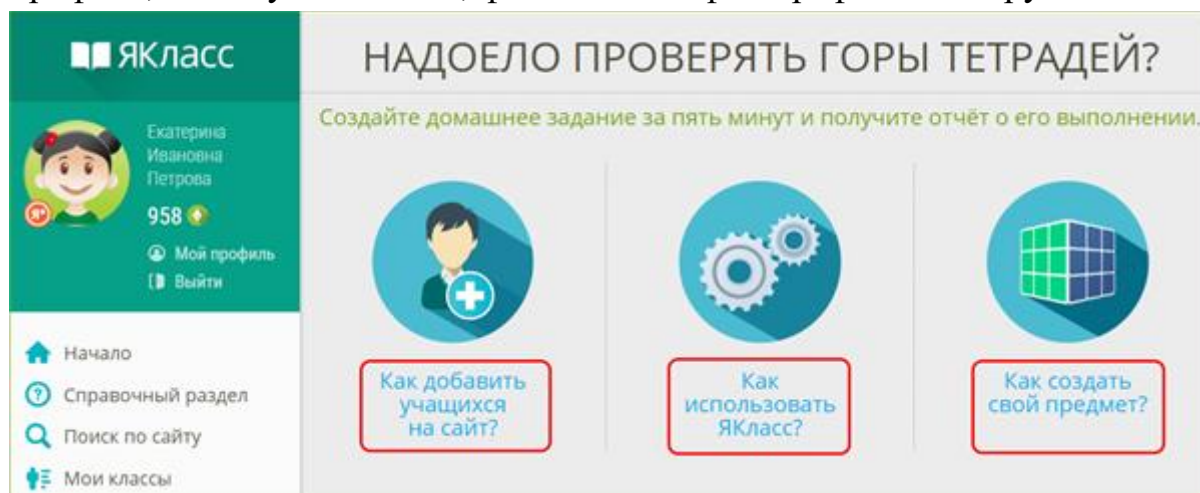 ЯКласс
НАДОЕЛО ПРОВЕРЯТЬ ГОРЫ ТЕТРАДЕЙ?
Создайте домашнее задание за пять минут и получите отчёт о его выполнении.
Екатерина
Ивановна
Петрова
Я+
958
Мой профиль
Выйти
Начало
Справочный раздел
Поиск по сайту
Мои классы
Как добавить
учащихся
на сайт?
Как
использовать
ЯКласс?
Как создать
свой предмет?